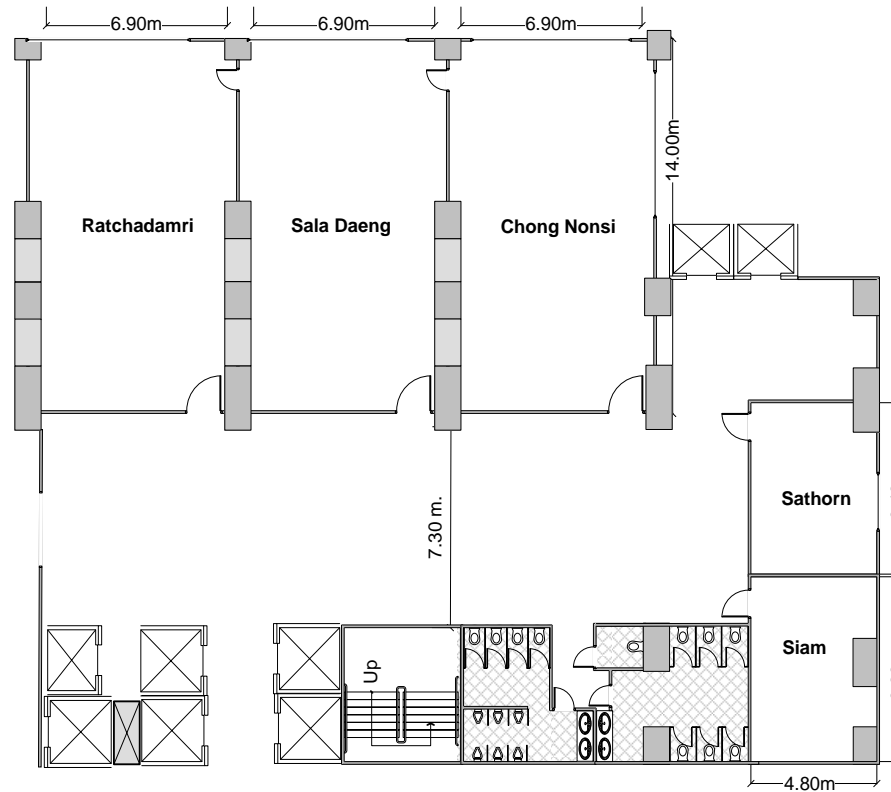 6.90m
6.90m
6.90m
14.00m
Ratchadamri
Sala Daeng
Chong Nonsi
7.30 m.
Sathorn
Siam
Up
4.80m